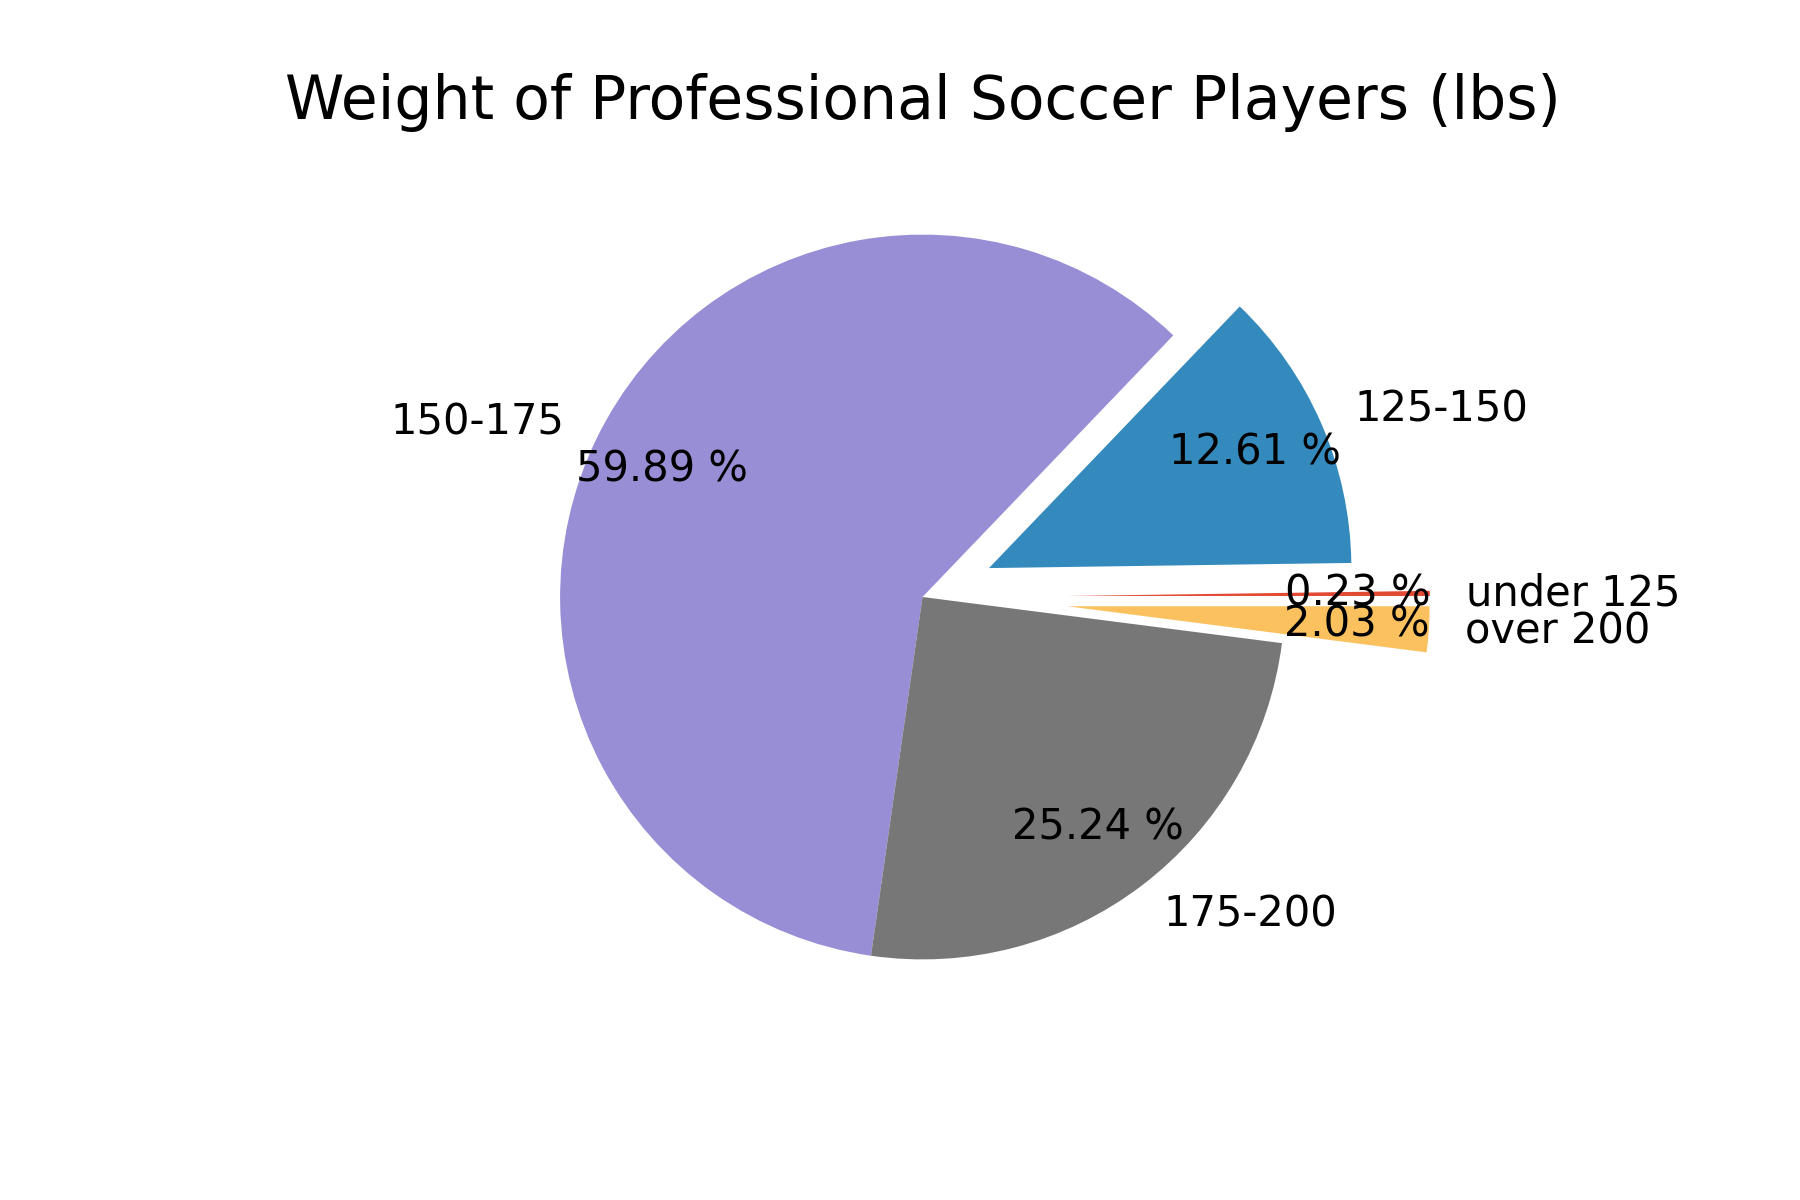 Weight of Professional Soccer Players (lbs)
125-150
150-175
12.61 %
59.89 %
0.23 %
under 125
2.03 %
over 200
25.24 %
175-200